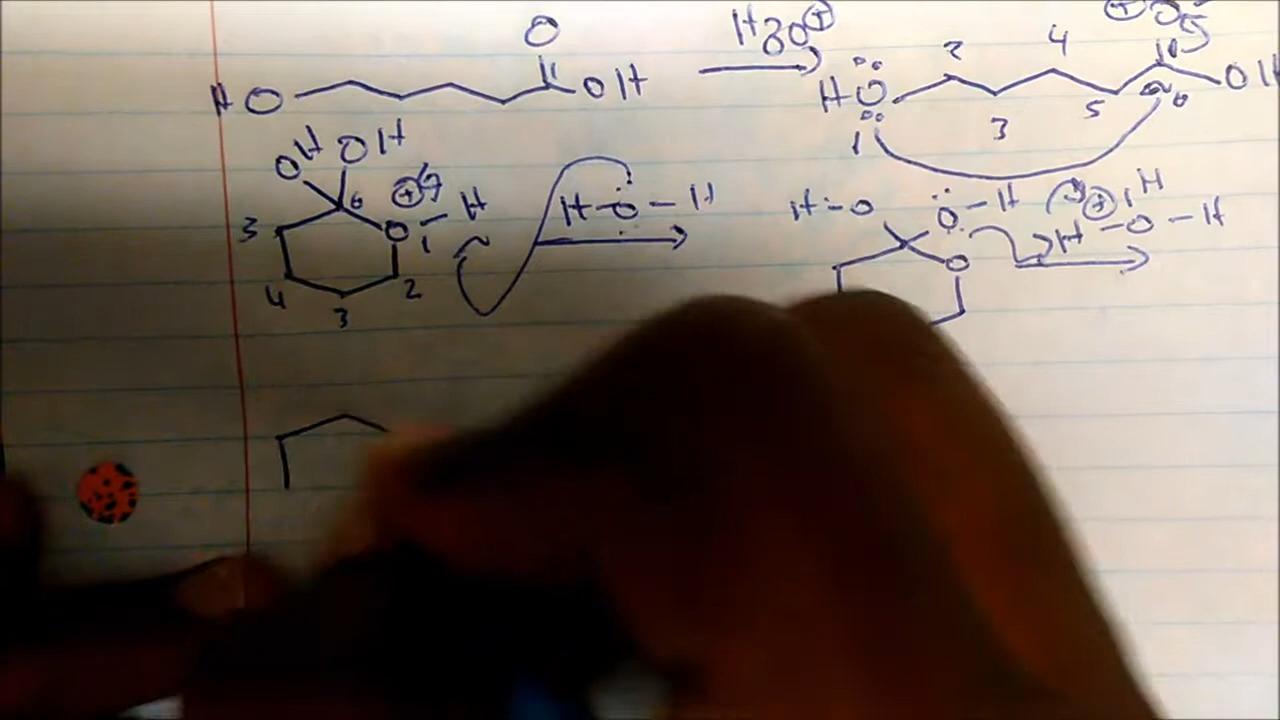 O H3O⊕ ⊕ O
HO OH HO 2 3 4 5 6 OH
1
OH OH ⊕ H H-O-H H-O O-H ⊕ H
3 6 O 1 O H-O-H
4 3 2